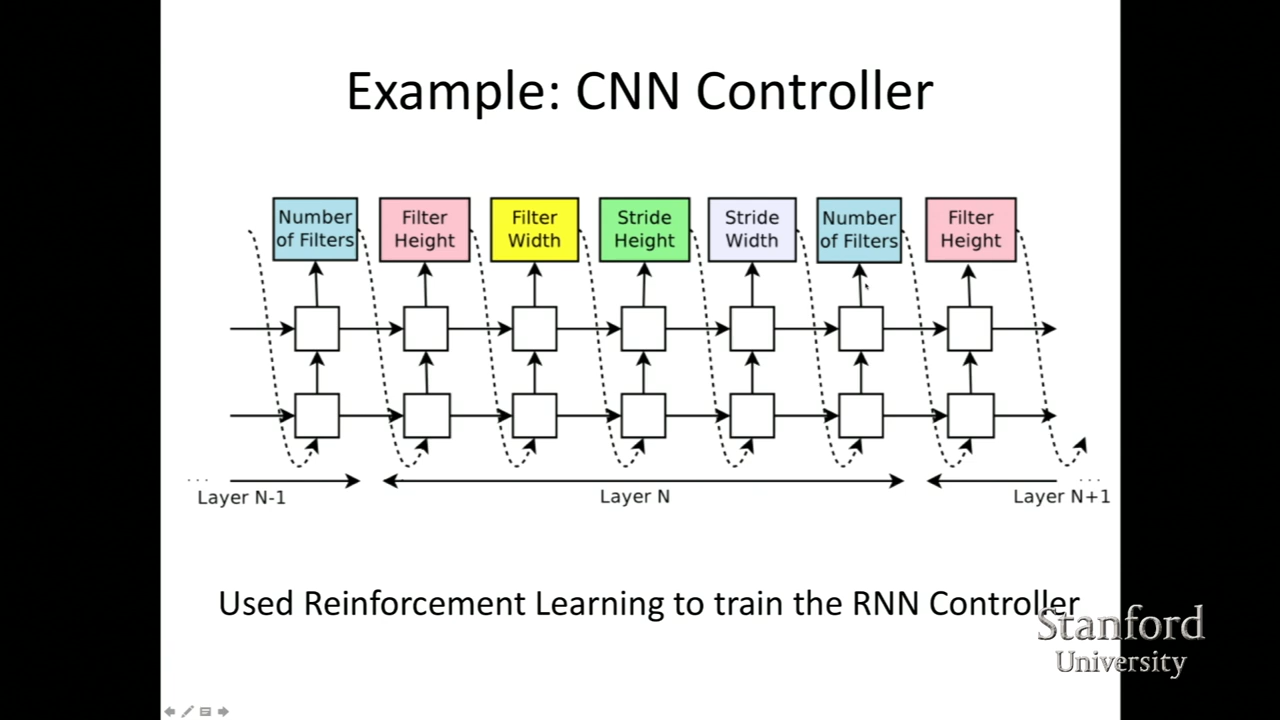 Example: CNN Controller
Number
of Filters
Filter
Height
Filter
Width
Stride
Height
Stride
Width
Number
of Filters
Filter
Height
...
Layer N-1
Layer N
...
Layer N+1
Used Reinforcement Learning to train the RNN Controller
Stanford
University